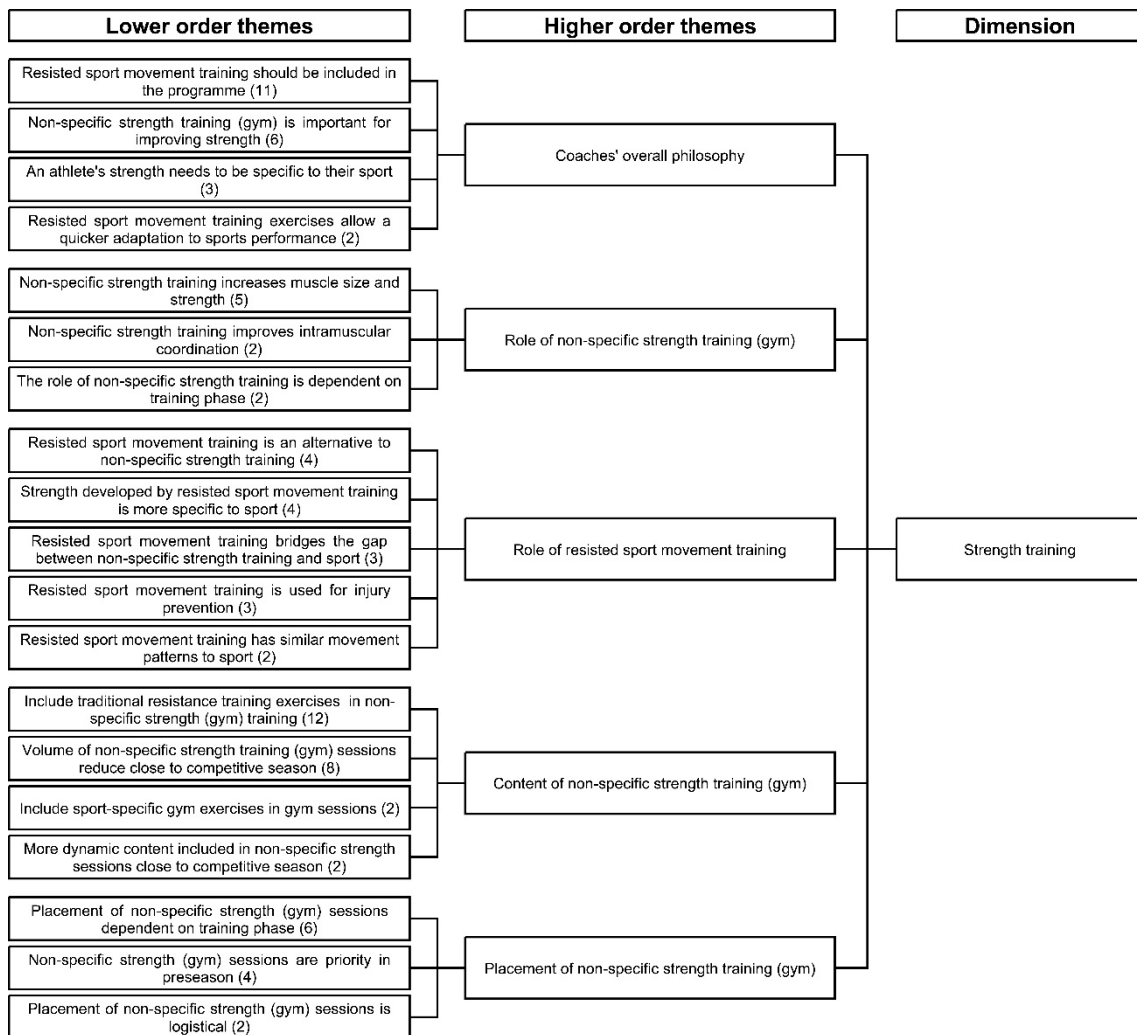 Lower order themes
Higher order themes
Dimension
Resisted sport movement training should be included in
the programme (11)
Non-specific strength training (gym) is important for
improving strength (6)
An athlete's strength needs to be specific to their sport
(3)
Resisted sport movement training exercises allow a
quicker adaptation to sports performance (2)
Coaches' overall philosophy
Non-specific strength training increases muscle size and
strength (5)
Non-specific strength training improves intramuscular
coordination (2)
The role of non-specific strength training is dependent on
training phase (2)
Role of non-specific strength training (gym)
Resisted sport movement training is an alternative to
non-specific strength training (4)
Strength developed by resisted sport movement training
is more specific to sport (4)
Resisted sport movement training bridges the gap
between non-specific strength training and sport (3)
Resisted sport movement training is used for injury
prevention (3)
Resisted sport movement training has similar movement
patterns to sport (2)
Role of resisted sport movement training
Strength training
Include traditional resistance training exercises in non-
specific strength (gym) training (12)
Volume of non-specific strength training (gym) sessions
reduce close to competitive season (8)
Include sport-specific gym exercises in gym sessions (2)
More dynamic content included in non-specific strength
sessions close to competitive season (2)
Content of non-specific strength training (gym)
Placement of non-specific strength (gym) sessions
dependent on training phase (6)
Non-specific strength (gym) sessions are priority in
preseason (4)
Placement of non-specific strength (gym) sessions is
logistical (2)
Placement of non-specific strength training (gym)